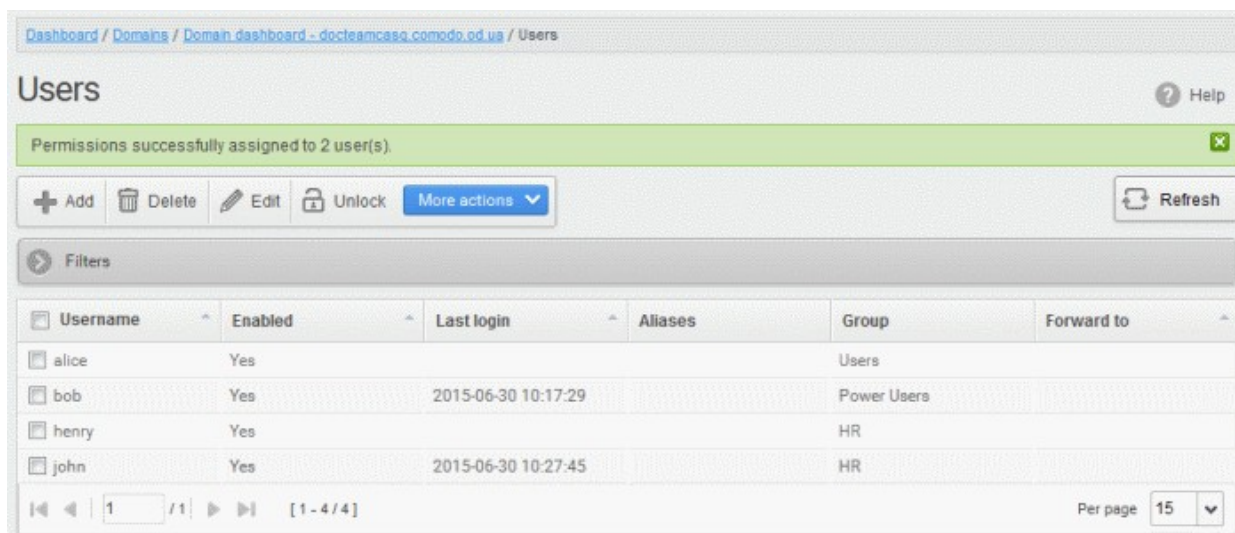 Dashboard / Domains / Domain dashboard - docteamcasg.comodo.od.ua / Users
Users
Help
Permissions successfully assigned to 2 user(s).
Add Delete Edit Unlock More actions Refresh
Filters
Username Enabled Last login Aliases Group Forward to
alice Yes Users
bob Yes 2015-06-30 10:17:29 Power Users
henry Yes HR
john Yes 2015-06-30 10:27:45 HR
1 / 1 [ 1 - 4 / 4 ] Per page 15